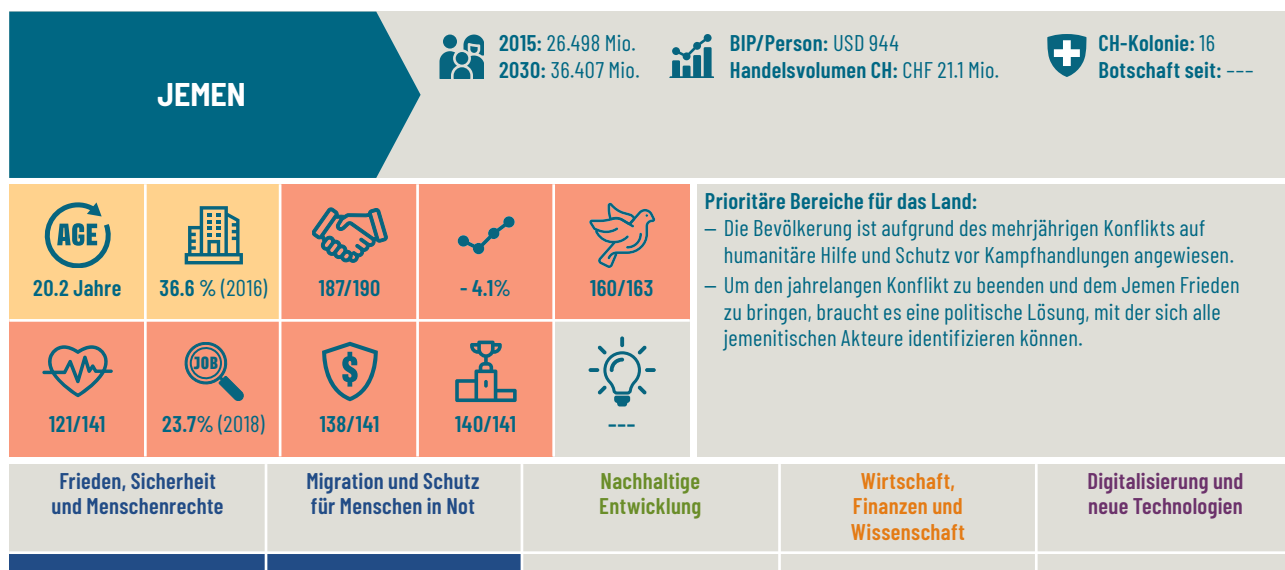 JEMEN
2015: 26.498 Mio.
2030: 36.407 Mio.
BIP/Person: USD 944
Handelsvolumen CH: CHF 21.1 Mio.
CH-Kolonie: 16
Botschaft seit: ---
AGE
20.2 Jahre
36.6 % (2016)
187/190
- 4.1%
160/163
JOB
$
121/141
23.7% (2018)
138/141
140/141
---
Prioritäre Bereiche für das Land:
– Die Bevölkerung ist aufgrund des mehrjährigen Konflikts auf
humanitäre Hilfe und Schutz vor Kampfhandlungen angewiesen.
– Um den jahrelangen Konflikt zu beenden und dem Jemen Frieden
zu bringen, braucht es eine politische Lösung, mit der sich alle
jemenitischen Akteure identifizieren können.
Frieden, Sicherheit
und Menschenrechte
Migration und Schutz
für Menschen in Not
Nachhaltige
Entwicklung
Wirtschaft,
Finanzen und
Wissenschaft
Digitalisierung und
neue Technologien